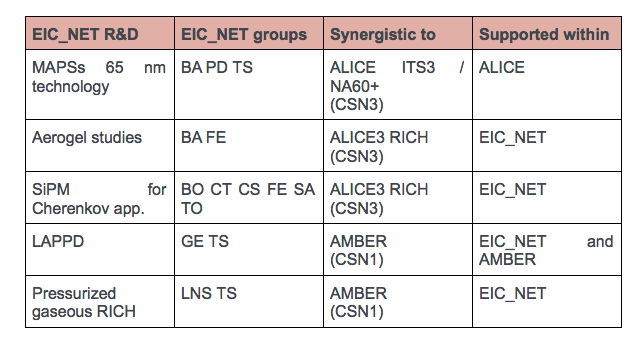 EIC_NET R&D EIC_NET groups Synergistic to Supported within
MAPSs 65 nm BA PD TS ALICE ITS3 / ALICE
technology NA60+
(CSN3)
Aerogel studies BA FE ALICE3 RICH EIC_NET
(CSN3)
SiPM for BO CT CS FE SA ALICE3 RICH EIC_NET
Cherenkov app. TO (CSN3)
LAPPD GE TS AMBER EIC_NET and
(CSN1) AMBER
Pressurized LNS TS AMBER EIC_NET
gaseous RICH (CSN1)